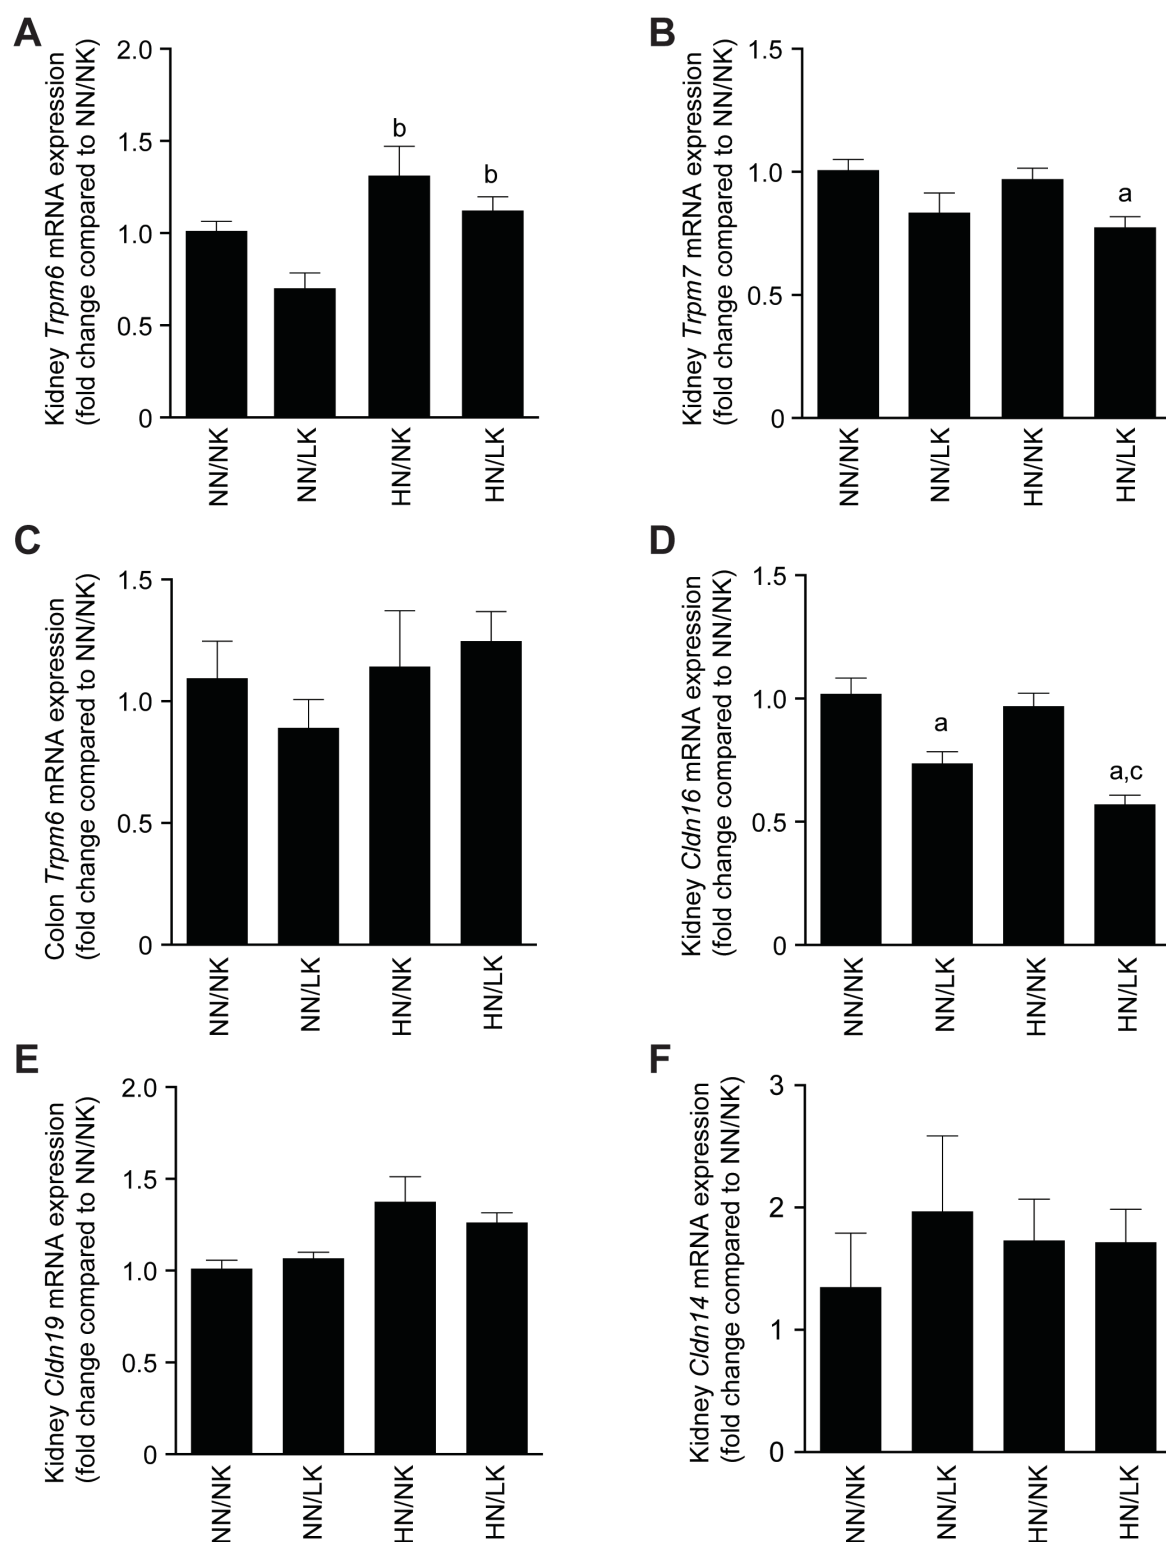 A
Kidney Trpm6 mRNA expression
(fold change compared to NN/NK)
2.0
1.5
1.0
0.5
0
b
b
NN/NK
NN/LK
HN/NK
HN/LK
B
Kidney Trpm7 mRNA expression
(fold change compared to NN/NK)
1.5
1.0
0.5
0
a
NN/NK
NN/LK
HN/NK
HN/LK
C
Colon Trpm6 mRNA expression
(fold change compared to NN/NK)
1.5
1.0
0.5
0
NN/NK
NN/LK
HN/NK
HN/LK
D
Kidney Cldn16 mRNA expression
(fold change compared to NN/NK)
1.5
1.0
0.5
0
a
a,c
NN/NK
NN/LK
HN/NK
HN/LK
E
Kidney Cldn19 mRNA expression
(fold change compared to NN/NK)
2.0
1.5
1.0
0.5
0
NN/NK
NN/LK
HN/NK
HN/LK
F
Kidney Cldn14 mRNA expression
(fold change compared to NN/NK)
3
2
1
0
NN/NK
NN/LK
HN/NK
HN/LK